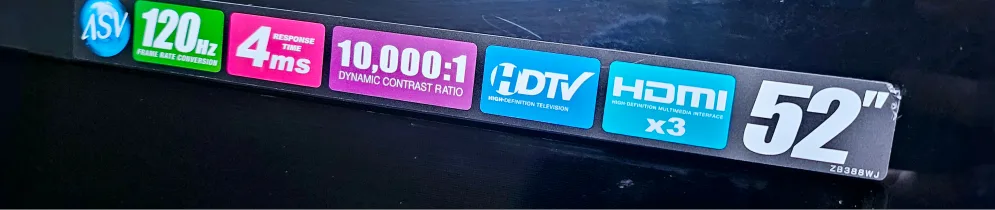 ASV
120Hz
FRAME RATE CONVERSION
4ms
RESPONSE
TIME
10,000:1
DYNAMIC CONTRAST RATIO
HDTV
HIGH-DEFINITION TELEVISION
HDMI
HIGH-DEFINITION MULTIMEDIA INTERFACE
x3
52"
ZB388WJ